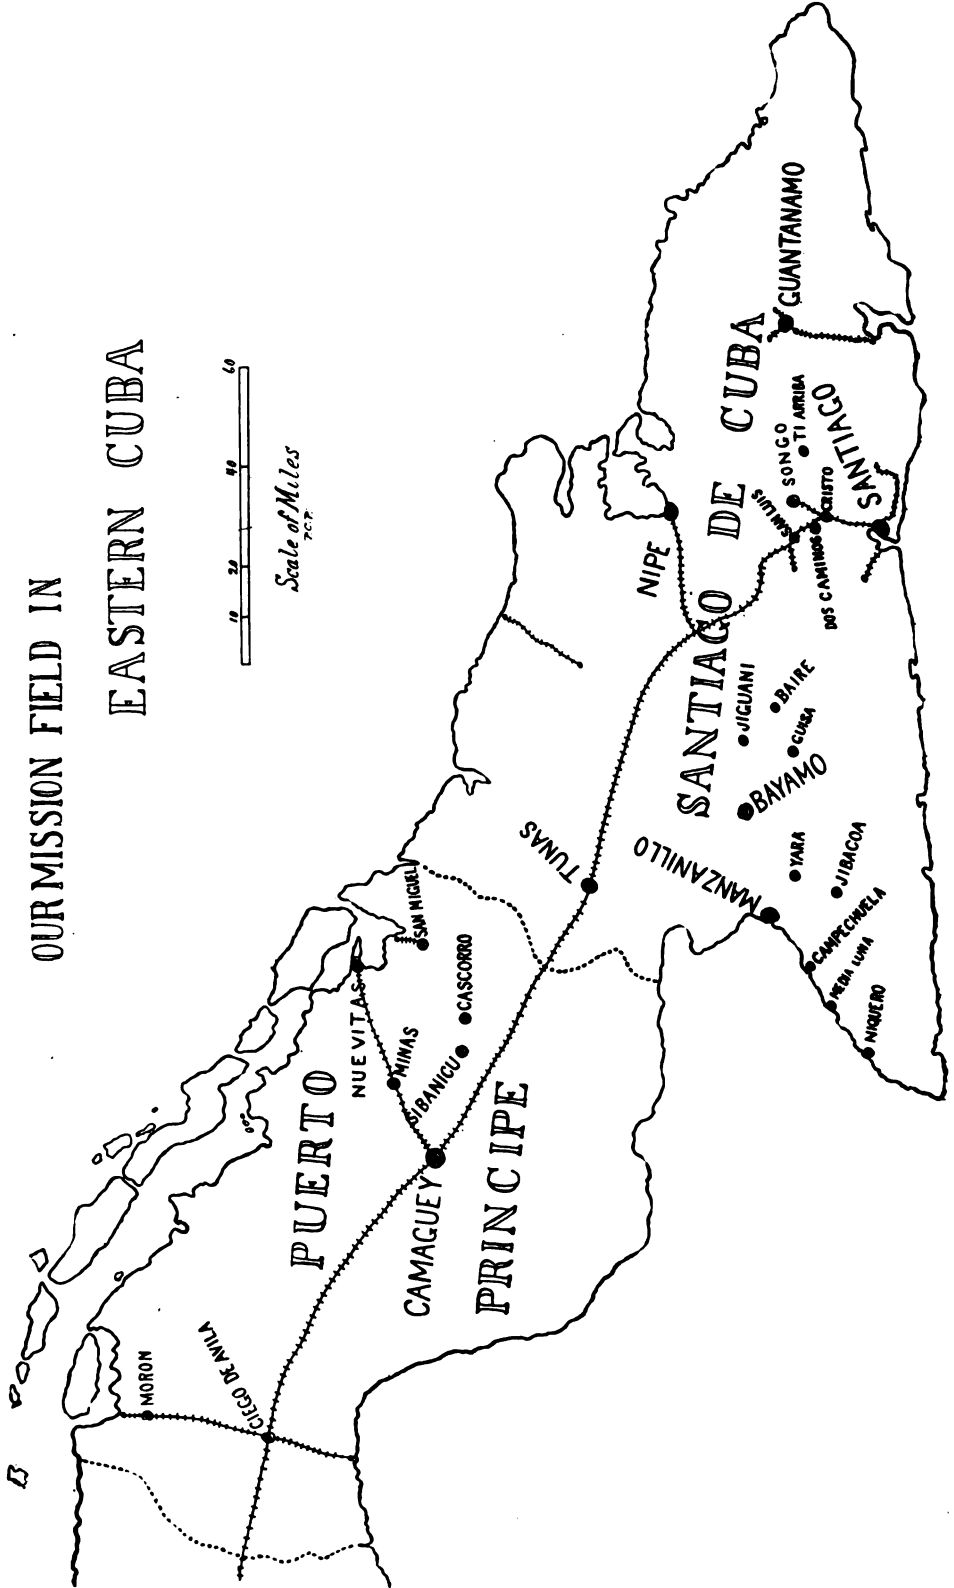 OUR MISSION FIELD IN
EASTERN CUBA
10 20 40 60
Scale of Miles
P.C.P.
B
MORON
CIEGO DE AVILA
PUERTO
PRINCIPE
CAMAGUEY
NUEVITAS
MINAS
SIBANICU
CASCORRO
SAN MIGUEL
TUNAS
SANTIAGO DE CUBA
NIPE
MANZANILLO
BAYAMO
JIGUANI
BAIRE
GUISA
YARA
JIBACOA
CAMPECHUELA
MEDIA LUNA
NIQUERO
SAN LUIS
SONGO
TI ARRIBA
CRISTO
DOS CAMINOS
SANTIAGO
GUANTANAMO